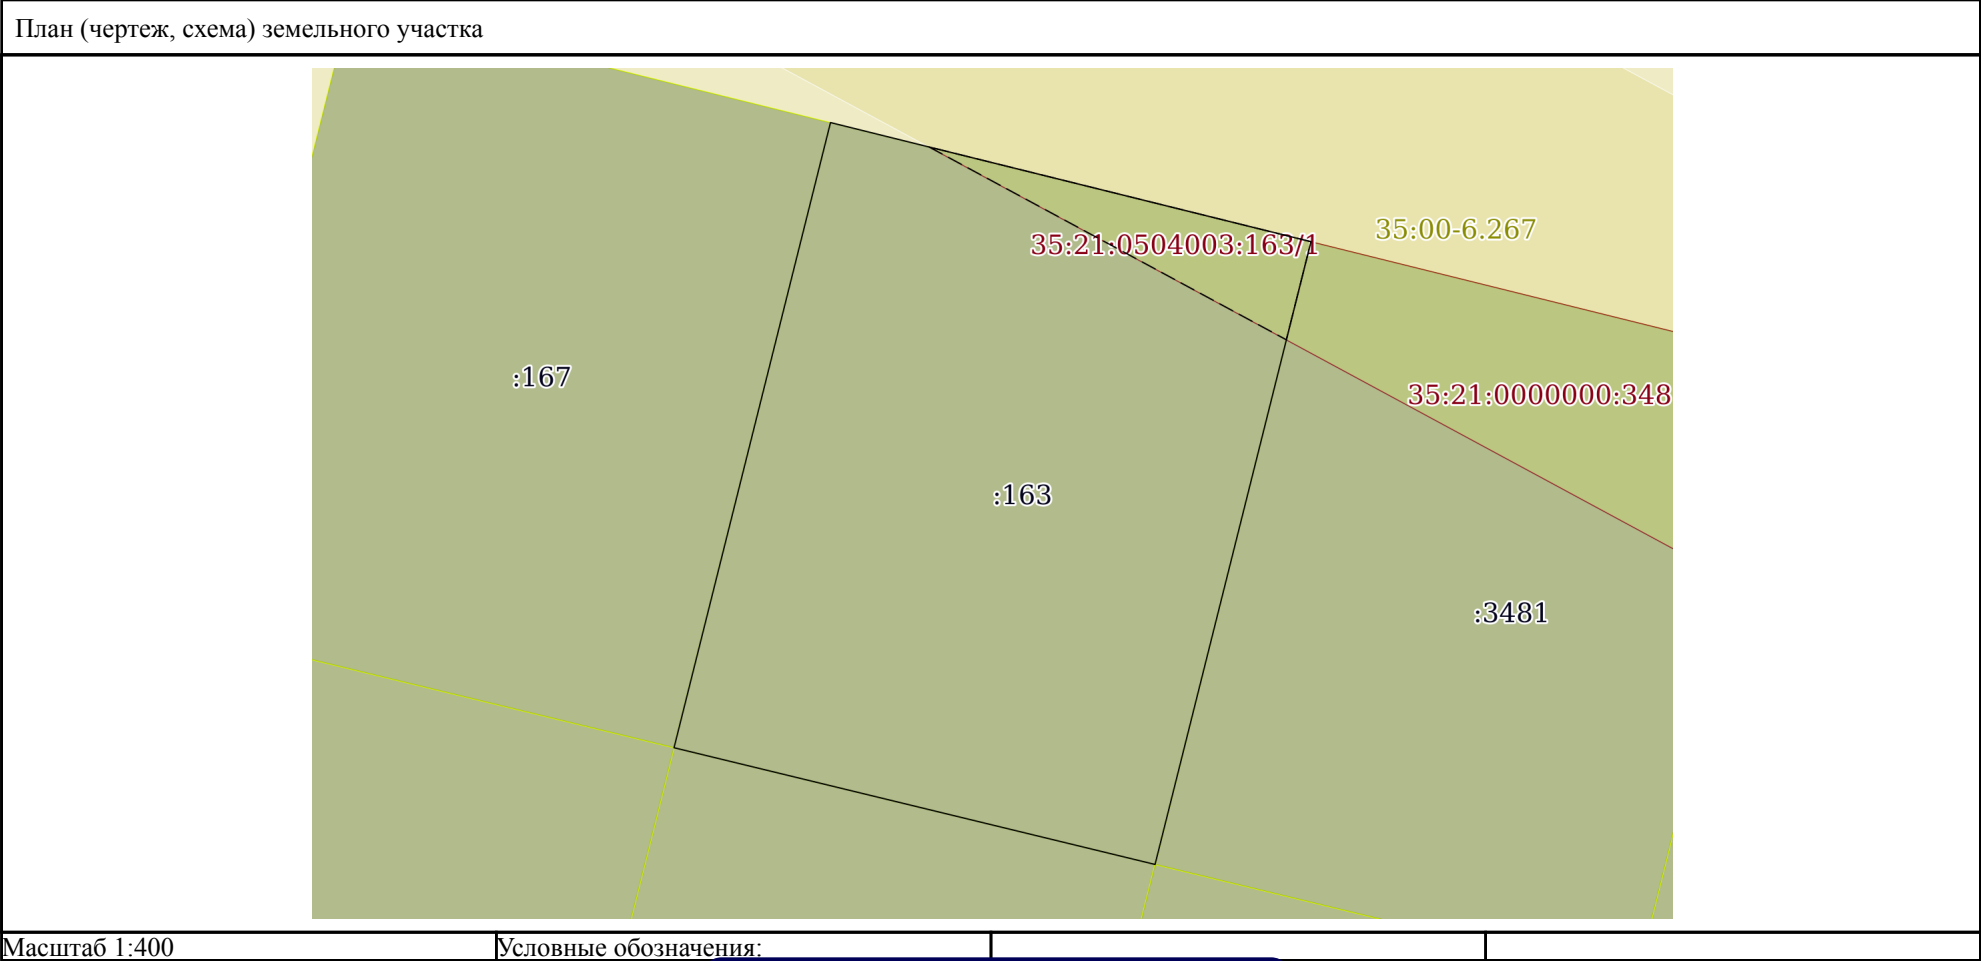 План (чертеж, схема) земельного участка
35:00-6.267
35:21:0504003:163/1
:167
35:21:0000000:348
:163
:3481
Масштаб 1:400
Условные обозначения: